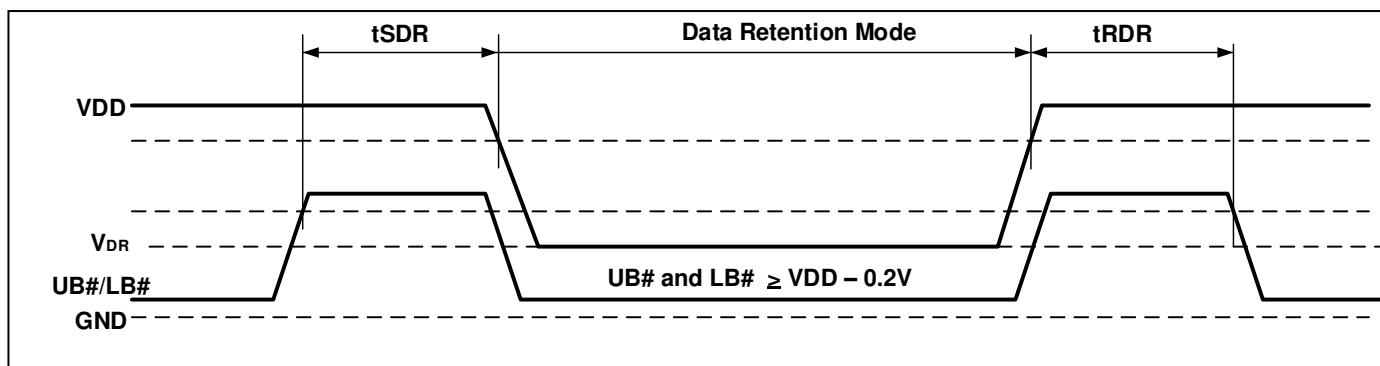 tSDR Data Retention Mode tRDR
VDD
VDR
UB# and LB# ≥ VDD – 0.2V
UB#/LB#
GND